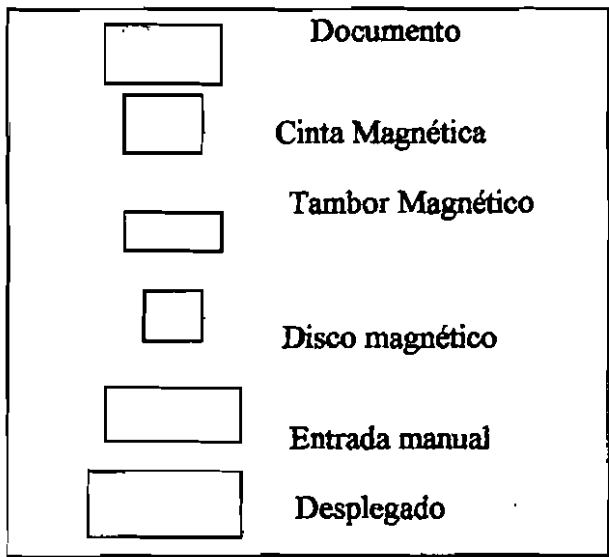 Documento
Cinta Magnética
Tambor Magnético
Disco magnético
Entrada manual
Desplegado